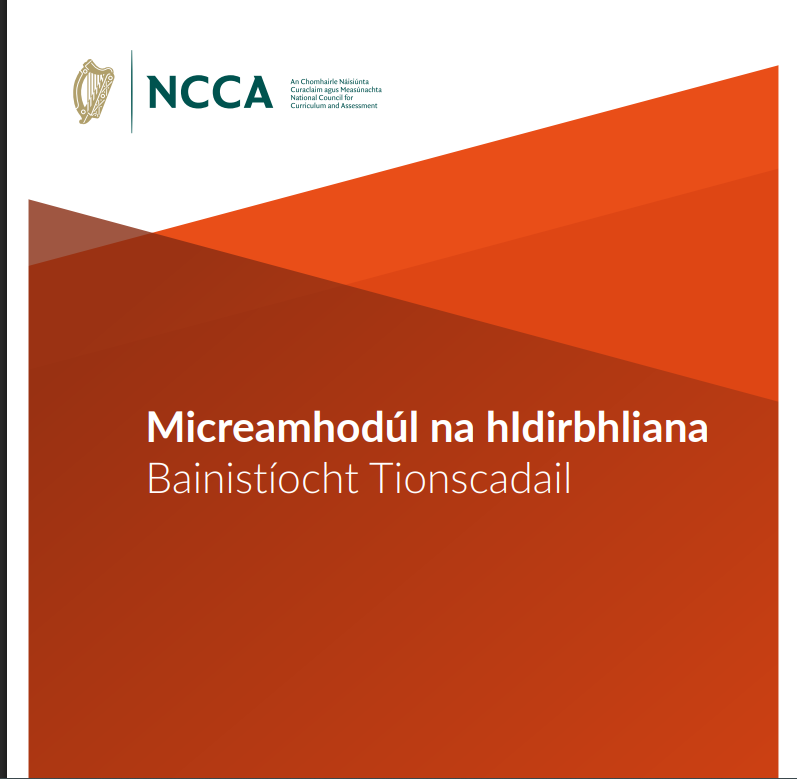 NCCA
An Chomhairle Náisiúnta
Curaclaim agus Measúnachta
National Council for
Curriculum and Assessment
Micreamhodúl na hIdirbhliana
Bainistíocht Tionscadail